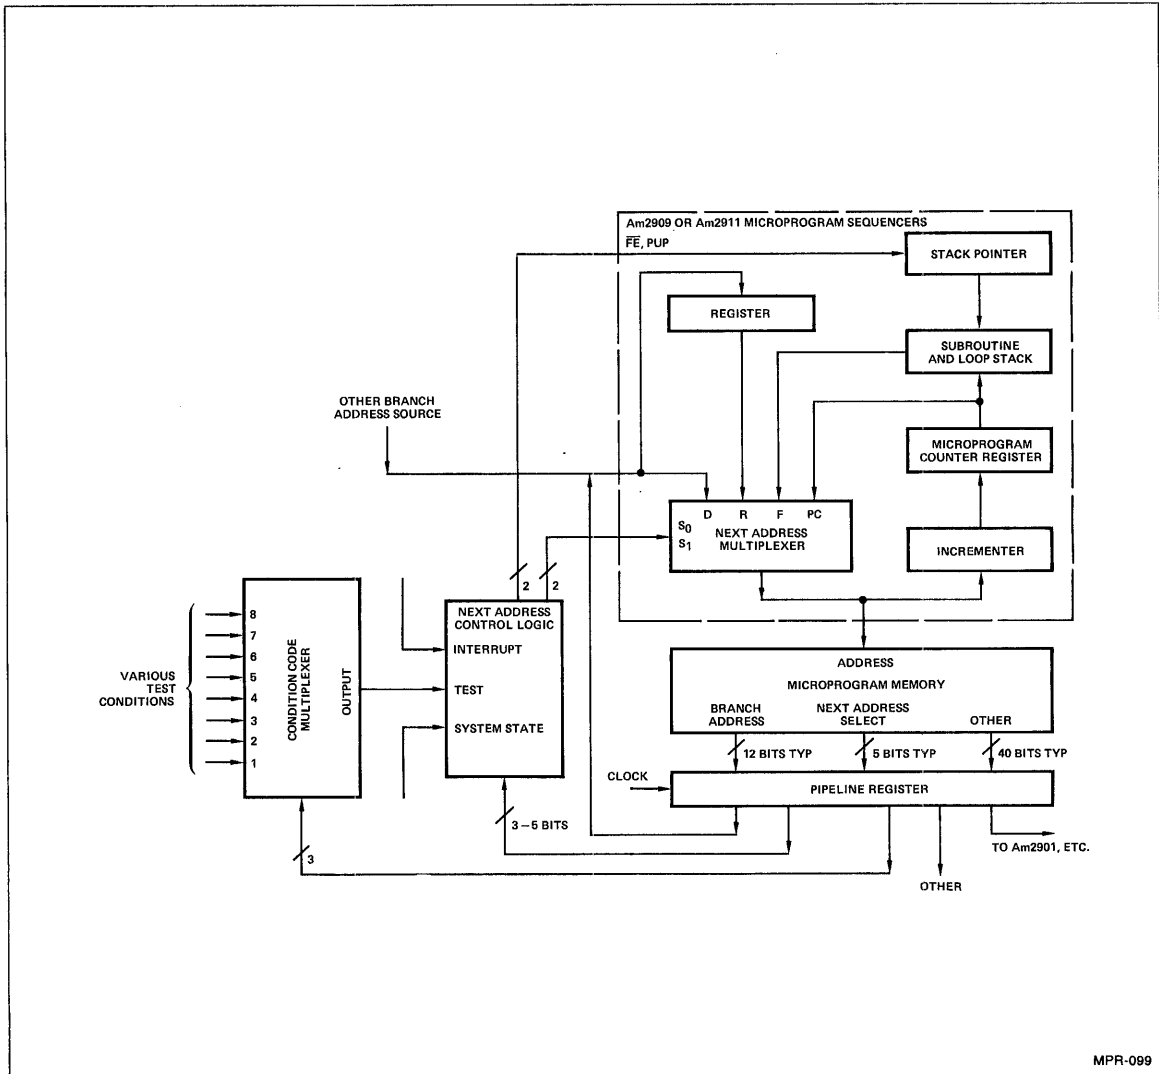 Am2909 OR Am2911 MICROPROGRAM SEQUENCERS
FE, PUP
STACK POINTER
REGISTER
SUBROUTINE
AND LOOP STACK
OTHER BRANCH
ADDRESS SOURCE
MICROPROGRAM
COUNTER REGISTER
D R F PC
S0
S1
NEXT ADDRESS
MULTIPLEXER
INCREMENTER
2
2
VARIOUS
TEST
CONDITIONS
8
7
6
5
4
3
2
1
CONDITION CODE
MULTIPLEXER
OUTPUT
NEXT ADDRESS
CONTROL LOGIC
INTERRUPT
TEST
SYSTEM STATE
ADDRESS
MICROPROGRAM MEMORY
BRANCH
ADDRESS
NEXT ADDRESS
SELECT
OTHER
12 BITS TYP
5 BITS TYP
40 BITS TYP
CLOCK
PIPELINE REGISTER
3–5 BITS
3
TO Am2901, ETC.
OTHER
MPR-099